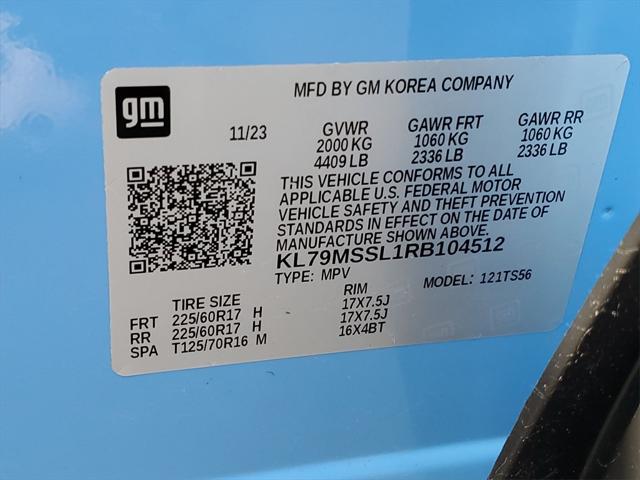 gm
MFD BY GM KOREA COMPANY
11/23 GVWR GAWR FRT GAWR RR
2000 KG 1060 KG 1060 KG
4409 LB 2336 LB 2336 LB
THIS VEHICLE CONFORMS TO ALL
APPLICABLE U.S. FEDERAL MOTOR
VEHICLE SAFETY AND THEFT PREVENTION
STANDARDS IN EFFECT ON THE DATE OF
MANUFACTURE SHOWN ABOVE.
KL79MSSL1RB104512
TYPE: MPV MODEL: 121TS56
TIRE SIZE RIM
FRT 225/60R17 H 17X7.5J
RR 225/60R17 H 17X7.5J
SPA T125/70R16 M 16X4BT